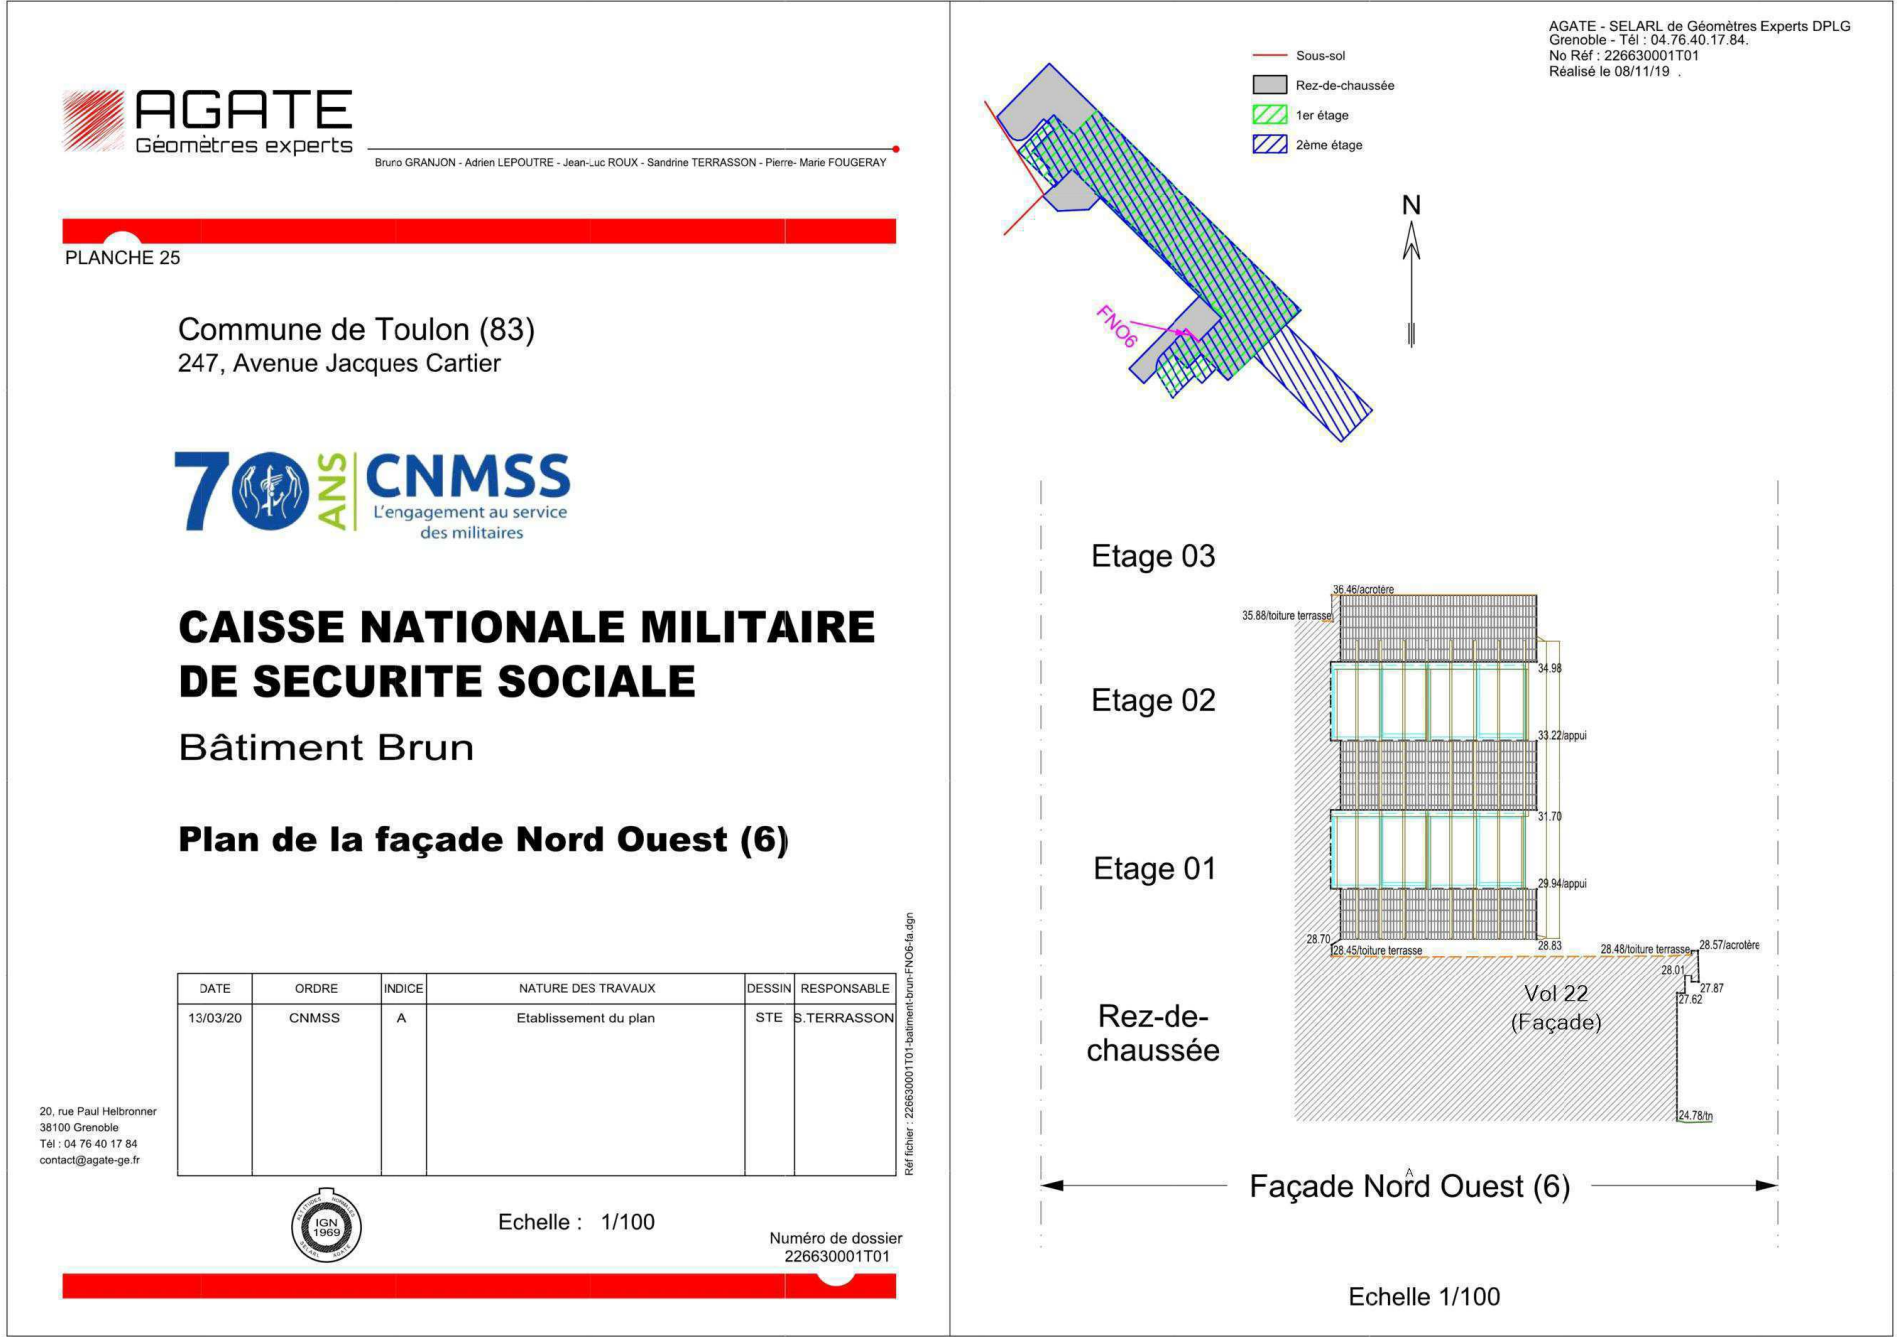 AGATE
Géomètres experts
Bruno GRANJON - Adrien LEPOUTRE - Jean-Luc ROUX - Sandrine TERRASSON - Pierre- Marie FOUGERAY
PLANCHE 25
Commune de Toulon (83)
247, Avenue Jacques Cartier
70 ANS
CNMSS
L'engagement au service
des militaires
CAISSE NATIONALE MILITAIRE
DE SECURITE SOCIALE
Bâtiment Brun
Plan de la façade Nord Ouest (6)
DATE ORDRE INDICE NATURE DES TRAVAUX DESSIN RESPONSABLE
13/03/20 CNMSS A Etablissement du plan STE S.TERRASSON
Réf fichier : 226630001T01-batiment-brun-FNO6-fa.dgn
20, rue Paul Helbronner
38100 Grenoble
Tél : 04 76 40 17 84
contact@agate-ge.fr
ALTITUDES NORMALES
IGN
1969
SELARL AGATE
Echelle : 1/100
Numéro de dossier
226630001T01
AGATE - SELARL de Géomètres Experts DPLG
Grenoble - Tél : 04.76.40.17.84.
No Réf : 226630001T01
Réalisé le 08/11/19 .
Sous-sol
Rez-de-chaussée
1er étage
2ème étage
N
FNO6
Etage 03
36.46/acrotère
35.88/toiture terrasse
34.98
Etage 02
33.22/appui
31.70
Etage 01
29.94/appui
28.70
28.45/toiture terrasse
28.83
28.48/toiture terrasse
28.57/acrotère
28.01
27.87
27.62
Vol 22
(Façade)
Rez-de-
chaussée
24.78/tn
A
Façade Nord Ouest (6)
Echelle 1/100